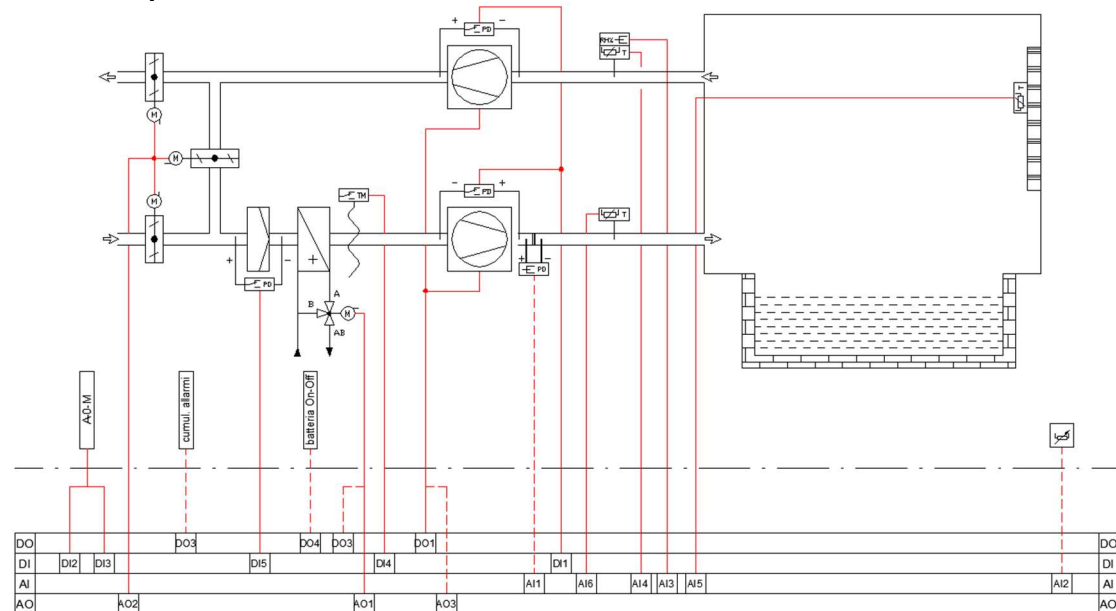 + PD -
RH% T
T
M
M
- PD +
TM
M
T
+ PD -
+ PD -
+
A
B M
AB
A-0-M
cumul. allarmi
batteria On-Off
DO DO3 DO4 DO3 DO1 DO
DI DI2 DI3 DI5 DI4 DI1 DI
AI AI1 AI6 AI4 AI3 AI5 AI2 AI
AO AO2 AO1 AO3 AO